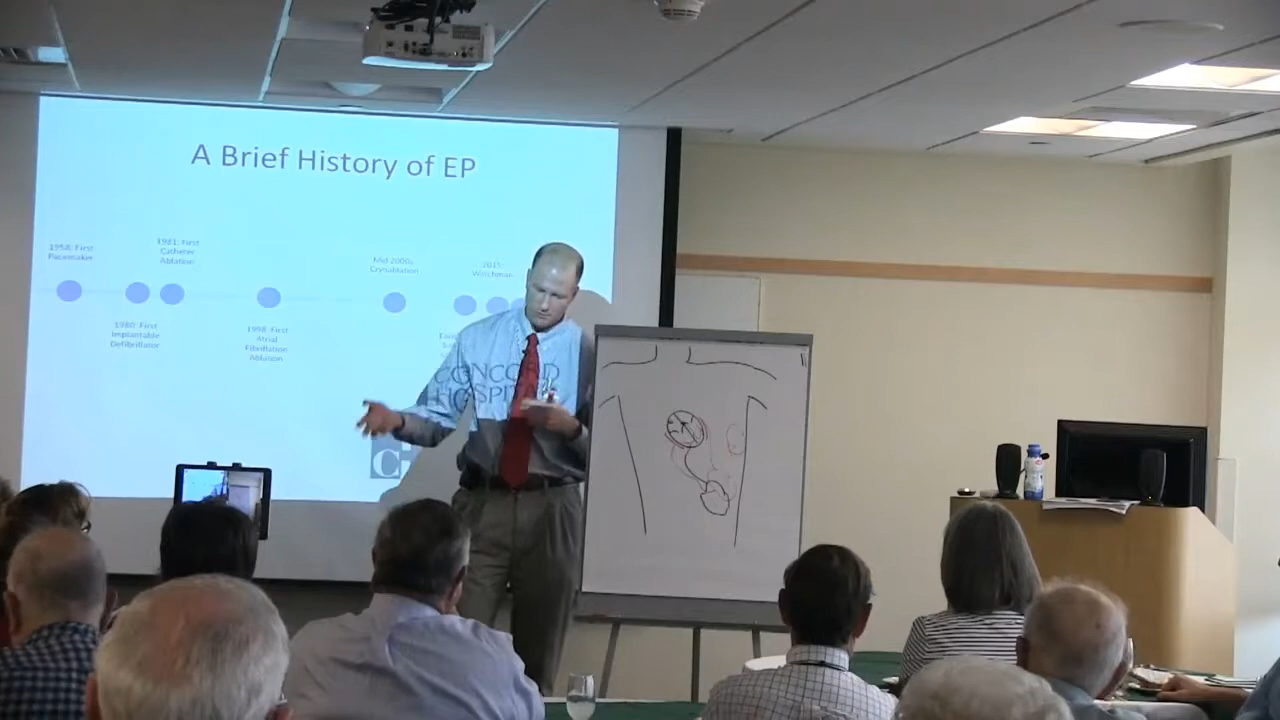 A Brief History of EP
1958: First
Pacemaker
1981: First
Catheter
Ablation
Mid 2000s:
Cryoablation
2015:
Watchman
1980: First
Implantable
Defibrillator
1998: First
Atrial
Fibrillation
Ablation
CONCORD
HOSPIT